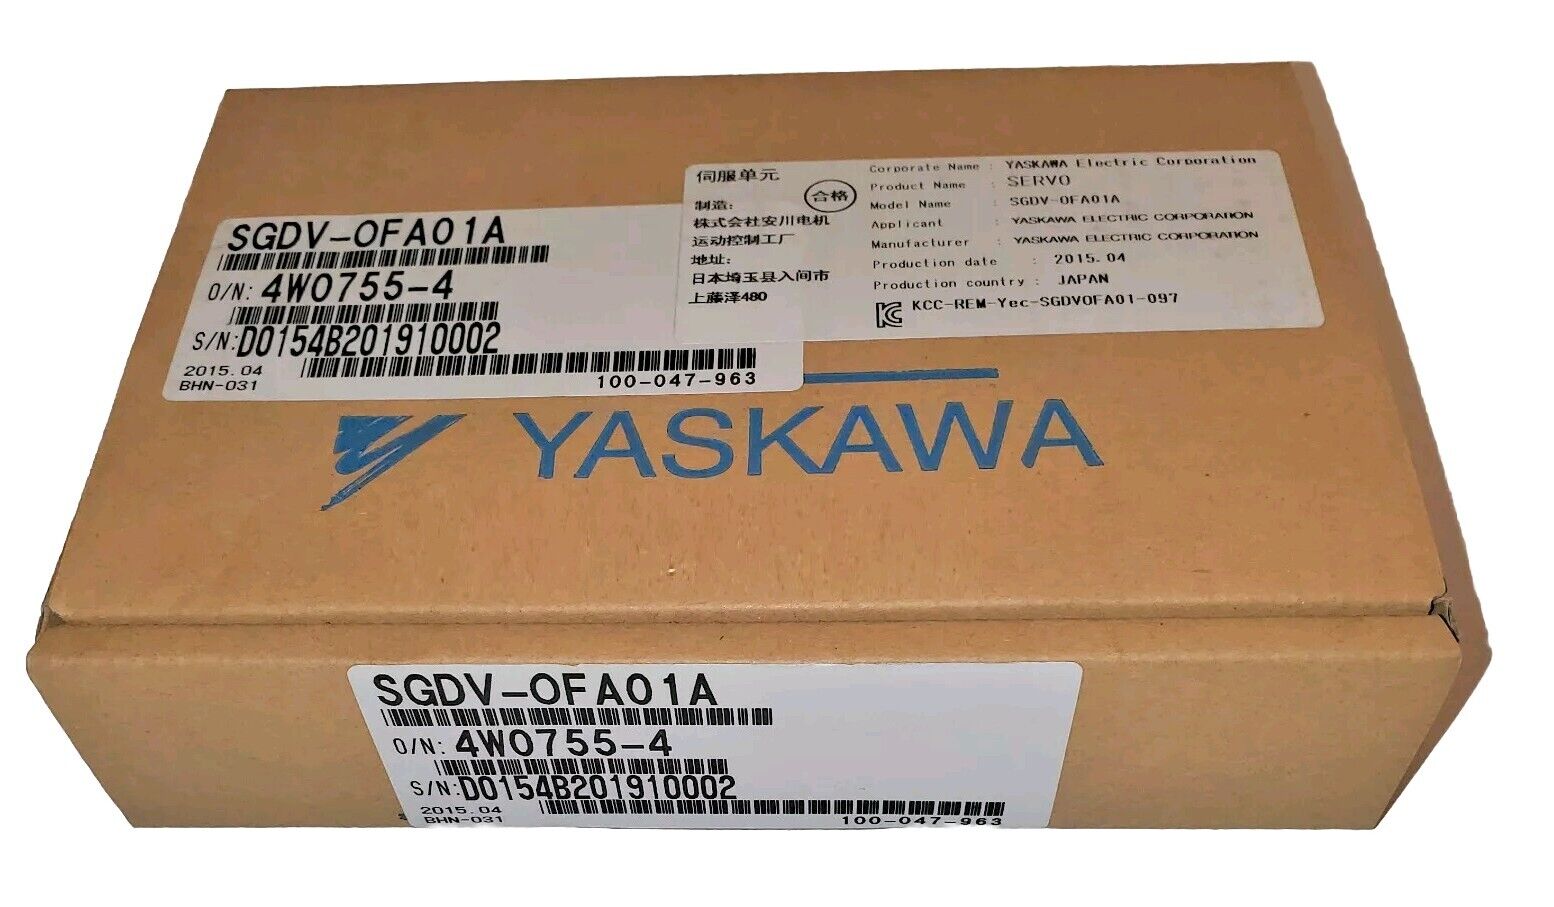 SGDV-OFA01A
O/N: 4W0755-4
S/N: D0154B201910002
2015.04
BHN-031
100-047-963
伺服单元
合格
制造:
株式会社安川电机
运动控制工厂
地址:
日本埼玉县入间市
上藤泽480
Corporate Name : YASKAWA Electric Corporation
Product Name : SERVO
Model Name : SGDV-OFA01A
Applicant : YASKAWA ELECTRIC CORPORATION
Manufacturer : YASKAWA ELECTRIC CORPORATION
Production date : 2015.04
Production country : JAPAN
KCC-REM-Yec-SGDVOFA01-097
YASKAWA
SGDV-OFA01A
O/N: 4W0755-4
S/N: D0154B201910002
2015.04
BHN-031
100-047-963